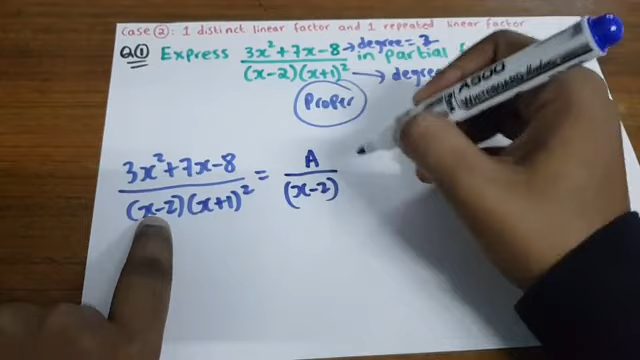 Case ②: 1 distinct linear factor and 1 repeated linear factor
Q① Express (3x²+7x-8)/((x-2)(x+1)²) in partial
→degree=2
→ degree
Proper
(3x²+7x-8)/((x-2)(x+1)²) = A/(x-2)